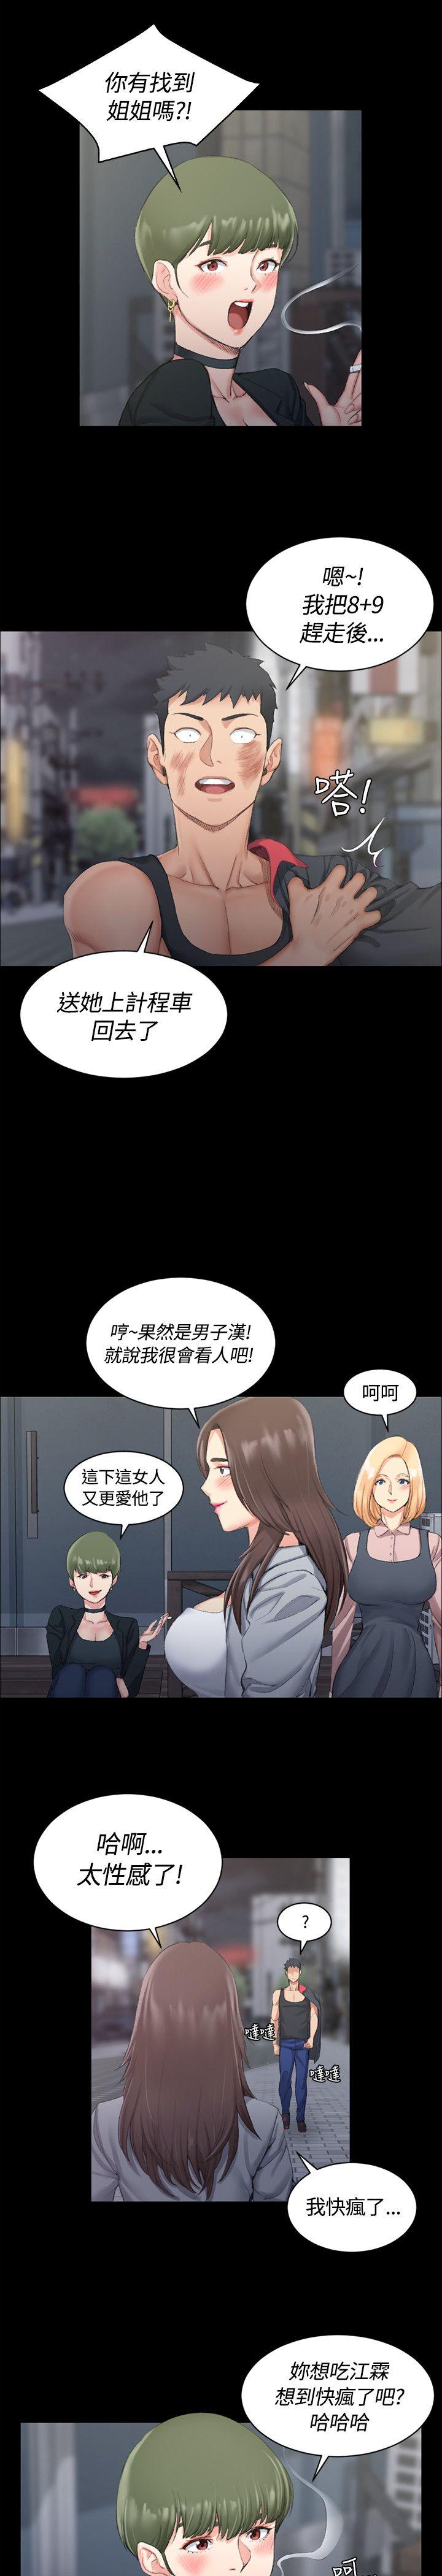 你有找到
姐姐嗎?!
嗯~!
我把8+9
趕走後...
嗒!
送她上計程車
回去了
哼~果然是男子漢!
就說我很會看人吧!
呵呵
這下這女人
又更愛他了
哈啊...
太性感了!
?
噠噠
噠噠
我快瘋了...
妳想吃江霖
想到快瘋了吧?
哈哈哈
呵